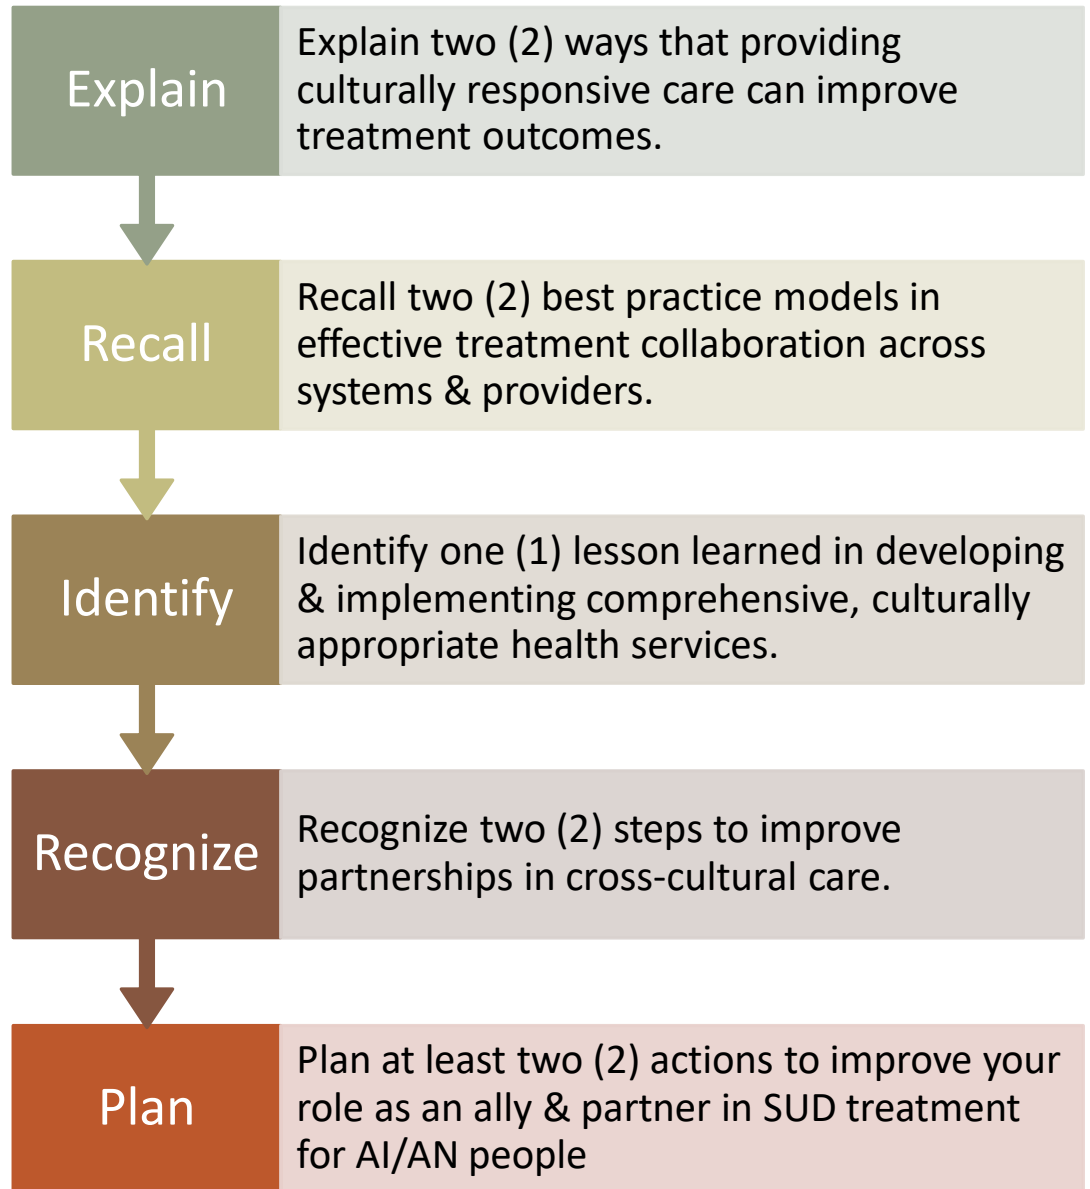 Explain
Explain two (2) ways that providing
culturally responsive care can improve
treatment outcomes.
Recall
Recall two (2) best practice models in
effective treatment collaboration across
systems & providers.
Identify
Identify one (1) lesson learned in developing
& implementing comprehensive, culturally
appropriate health services.
Recognize
Recognize two (2) steps to improve
partnerships in cross-cultural care.
Plan
Plan at least two (2) actions to improve your
role as an ally & partner in SUD treatment
for AI/AN people